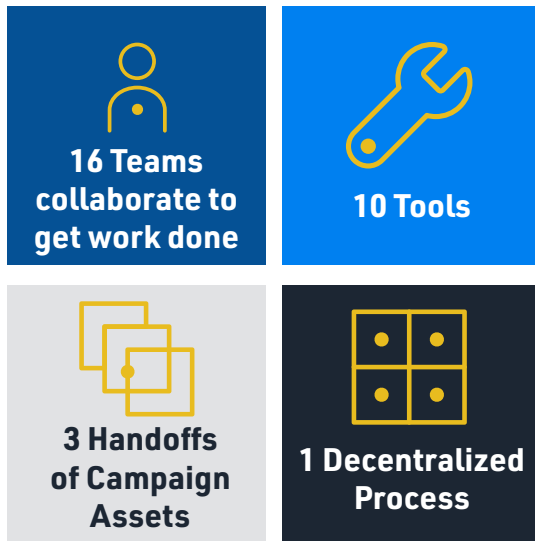 16 Teams
collaborate to
get work done
10 Tools
3 Handoffs
of Campaign
Assets
1 Decentralized
Process